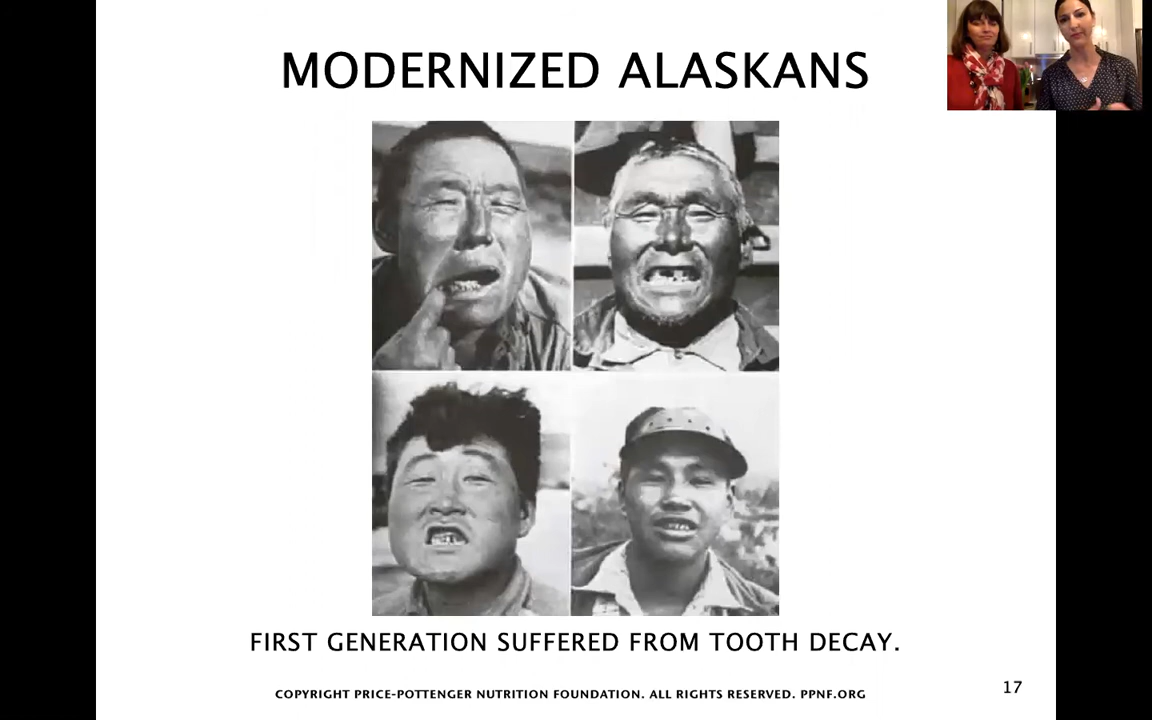 MODERNIZED ALASKANS
FIRST GENERATION SUFFERED FROM TOOTH DECAY.
COPYRIGHT PRICE-POTTENGER NUTRITION FOUNDATION. ALL RIGHTS RESERVED. PPNF.ORG
17